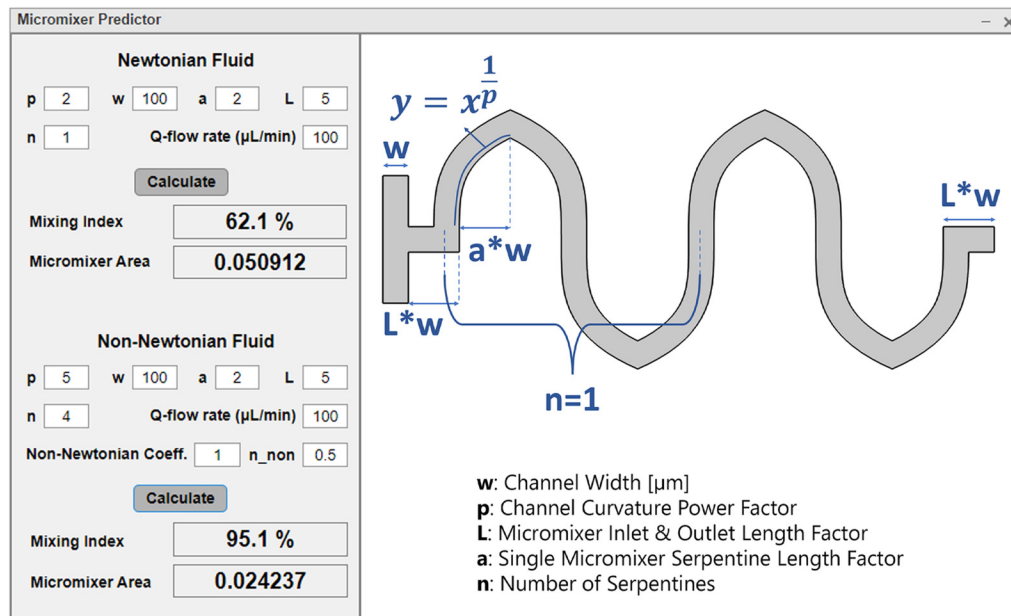 Micromixer Predictor
Newtonian Fluid
p 2 w 100 a 2 L 5
n 1 Q-flow rate (µL/min) 100
Calculate
Mixing Index 62.1 %
Micromixer Area 0.050912
Non-Newtonian Fluid
p 5 w 100 a 2 L 5
n 4 Q-flow rate (µL/min) 100
Non-Newtonian Coeff. 1 n_non 0.5
Calculate
Mixing Index 95.1 %
Micromixer Area 0.024237
y = x^(1/p)
w
a*w
L*w
L*w
n=1
w: Channel Width [µm]
p: Channel Curvature Power Factor
L: Micromixer Inlet & Outlet Length Factor
a: Single Micromixer Serpentine Length Factor
n: Number of Serpentines